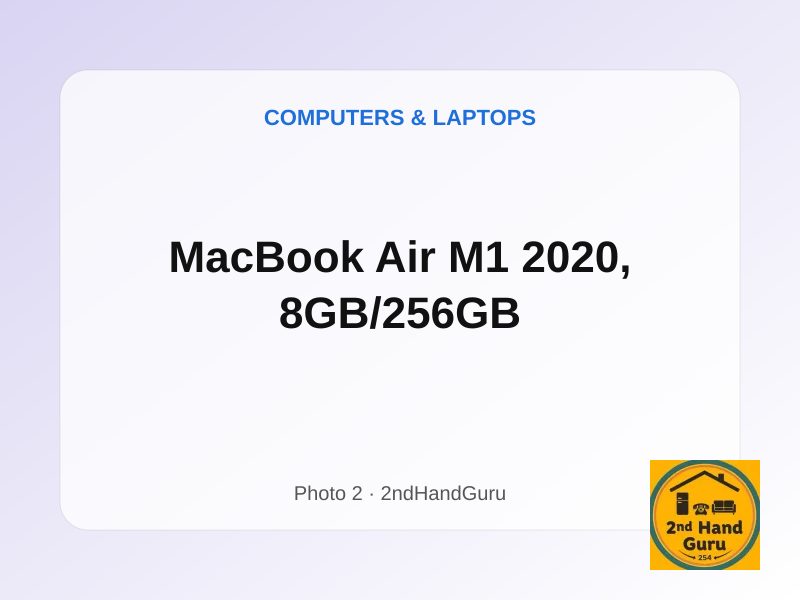 COMPUTERS & LAPTOPS
MacBook Air M1 2020,
8GB/256GB
Photo 2 · 2ndHandGuru
2nd Hand
Guru
254